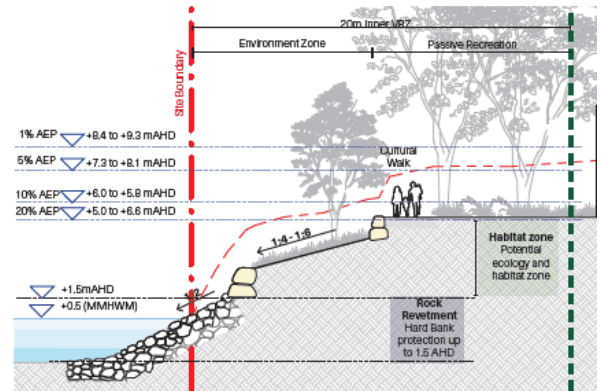 20m Inner VRZ
Environment Zone
Passive Recreation
Site Boundary
1% AEP
+8.4 to +9.3 mAHD
5% AEP
+7.3 to +8.1 mAHD
Cultural
Walk
10% AEP
+6.0 to +5.8 mAHD
20% AEP
+5.0 to +6.6 mAHD
1:4 - 1:6
Habitat zone
Potential
ecology and
habitat zone
+1.5mAHD
1:2
+0.5 (MMHWM)
Rock
Revetment
Hard Bank
protection up
to 1.5 AHD